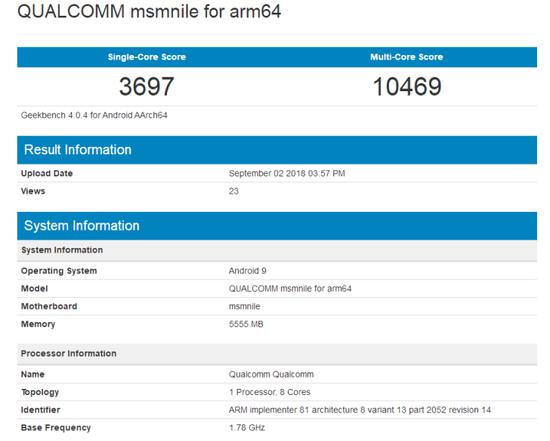 QUALCOMM msmnile for arm64
Single-Core Score Multi-Core Score
3697 10469
Geekbench 4.0.4 for Android AArch64
Result Information
Upload Date September 02 2018 03:57 PM
Views 23
System Information
System Information
Operating System Android 9
Model QUALCOMM msmnile for arm64
Motherboard msmnile
Memory 5555 MB
Processor Information
Name Qualcomm Qualcomm
Topology 1 Processor, 8 Cores
Identifier ARM implementer 81 architecture 8 variant 13 part 2052 revision 14
Base Frequency 1.78 GHz